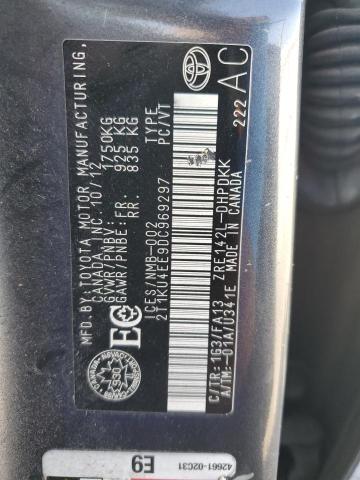 MFD. BY:TOYOTA MOTOR MANUFACTURING,
CANADA INC. 10/12
GVWR/PNBV: 1750KG
GAWR/PNBE:FR. 925 KG
RR. 835 KG
EC
ICES/NMB-002 TYPE
2T1KU4EE9DC969297 PC/VT
930
C/TR:1G3/FA13 ZRE142L-DHPDKK
A/TM:-01A/U341E MADE IN CANADA
222
AC
42661-02C31
E9